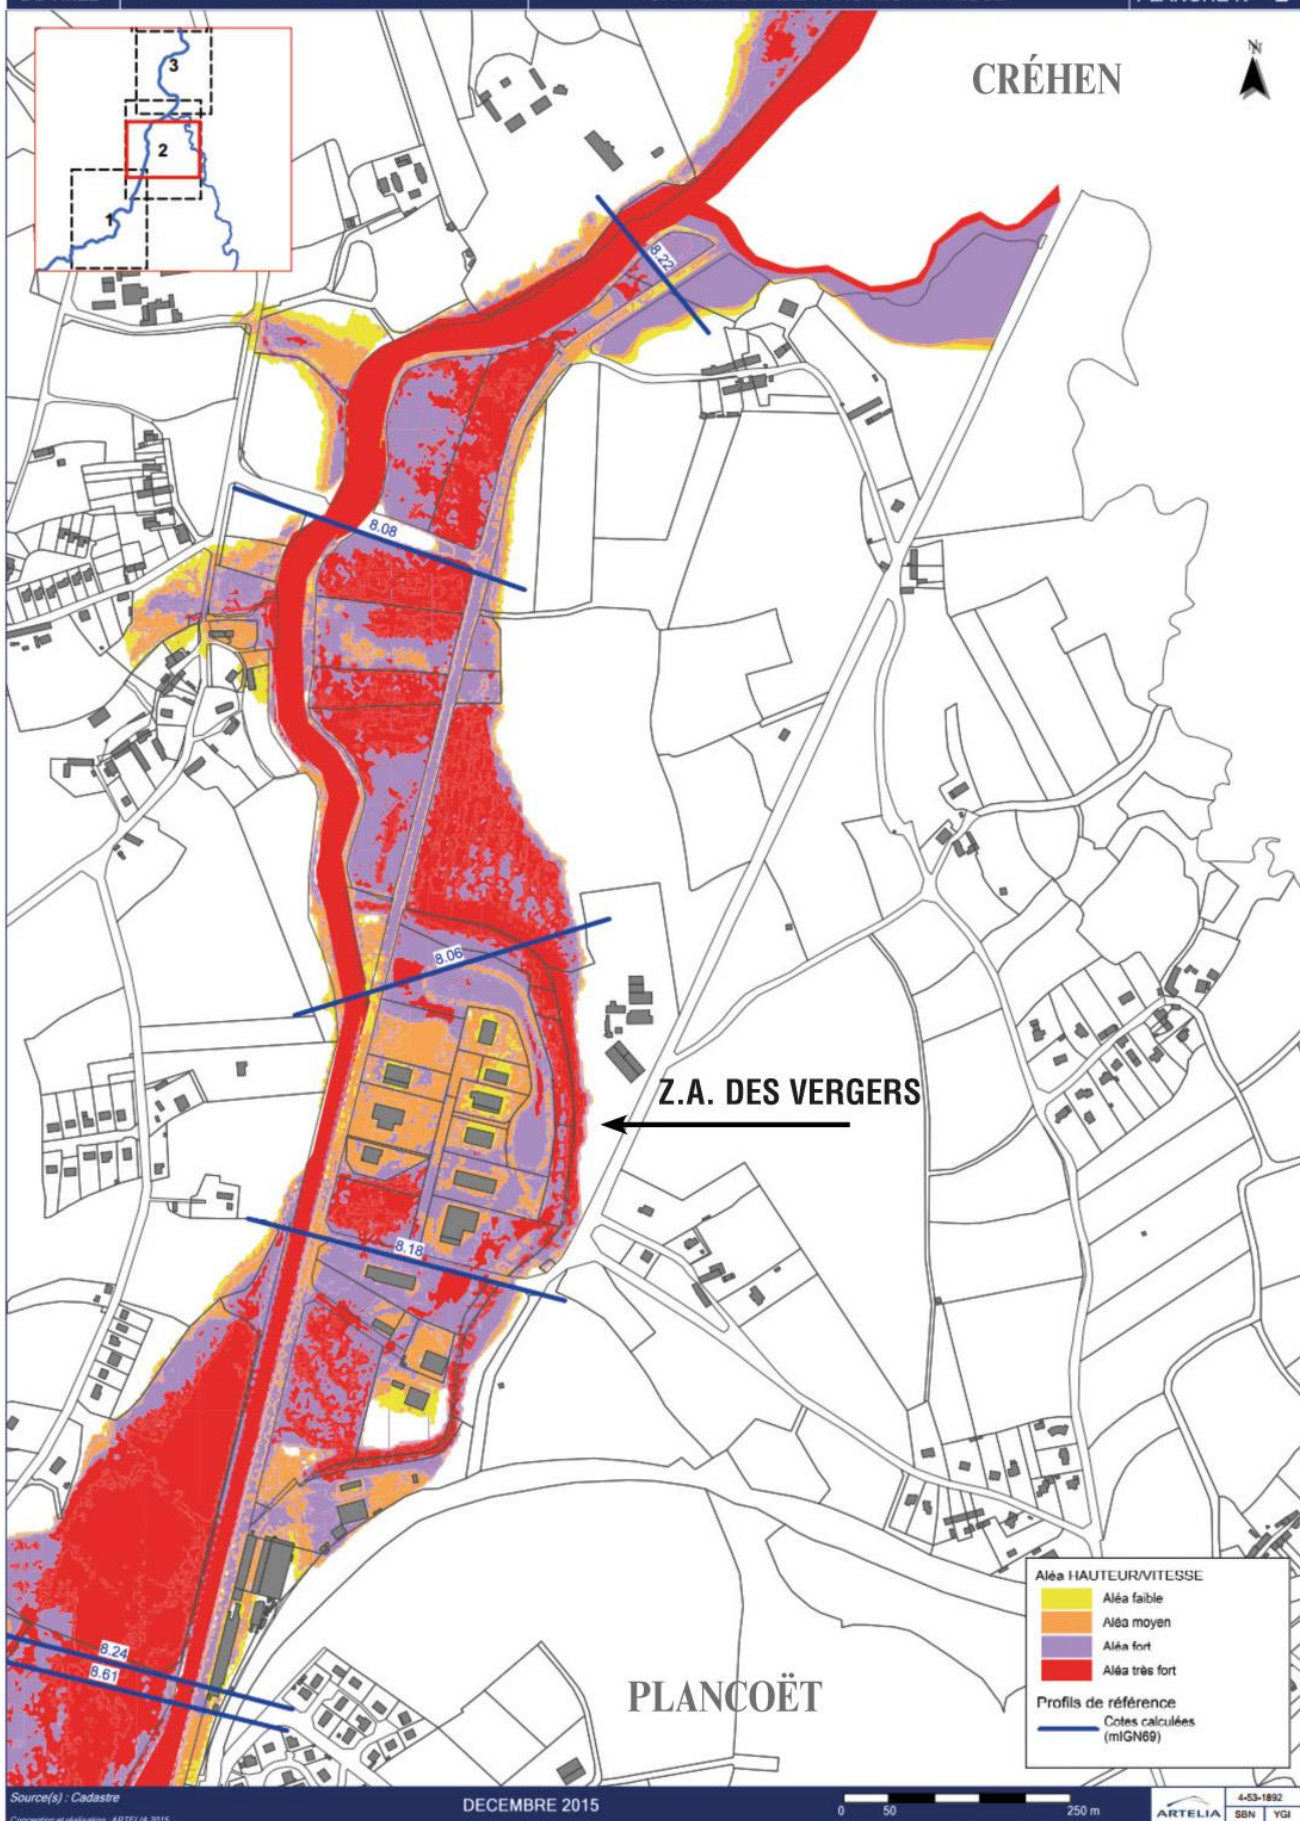 CRÉHEN
N
3
2
1
8.22
8.08
8.06
Z.A. DES VERGERS
8.18
8.24
8.61
PLANCOËT
Aléa HAUTEUR/VITESSE
Aléa faible
Aléa moyen
Aléa fort
Aléa très fort
Profils de référence
Cotes calculées
(mIGN69)
Source(s) : Cadastre
DECEMBRE 2015
0 50 250 m
ARTELIA
4-53-1892
SBN YGI